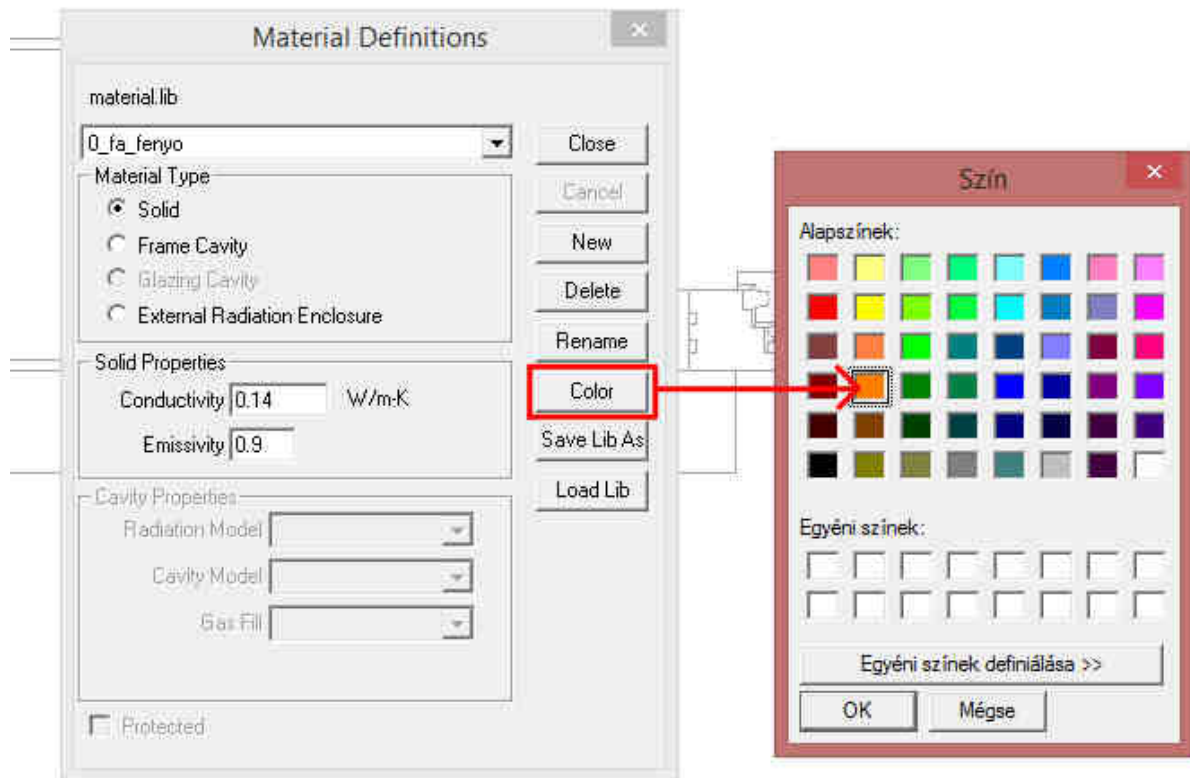 Material Definitions
material.lib
0_fa_fenyo
Close
Material Type
Solid
Cancel
Frame Cavity
New
Glazing Cavity
Delete
External Radiation Enclosure
Rename
Solid Properties
Conductivity 0.14 W/m-K
Color
Emissivity 0.9
Save Lib As
Cavity Properties
Load Lib
Radiation Model
Cavity Model
Gas Fill
Protected
Szín
Alapszínek:
Egyéni színek:
Egyéni színek definiálása >>
OK Mégse